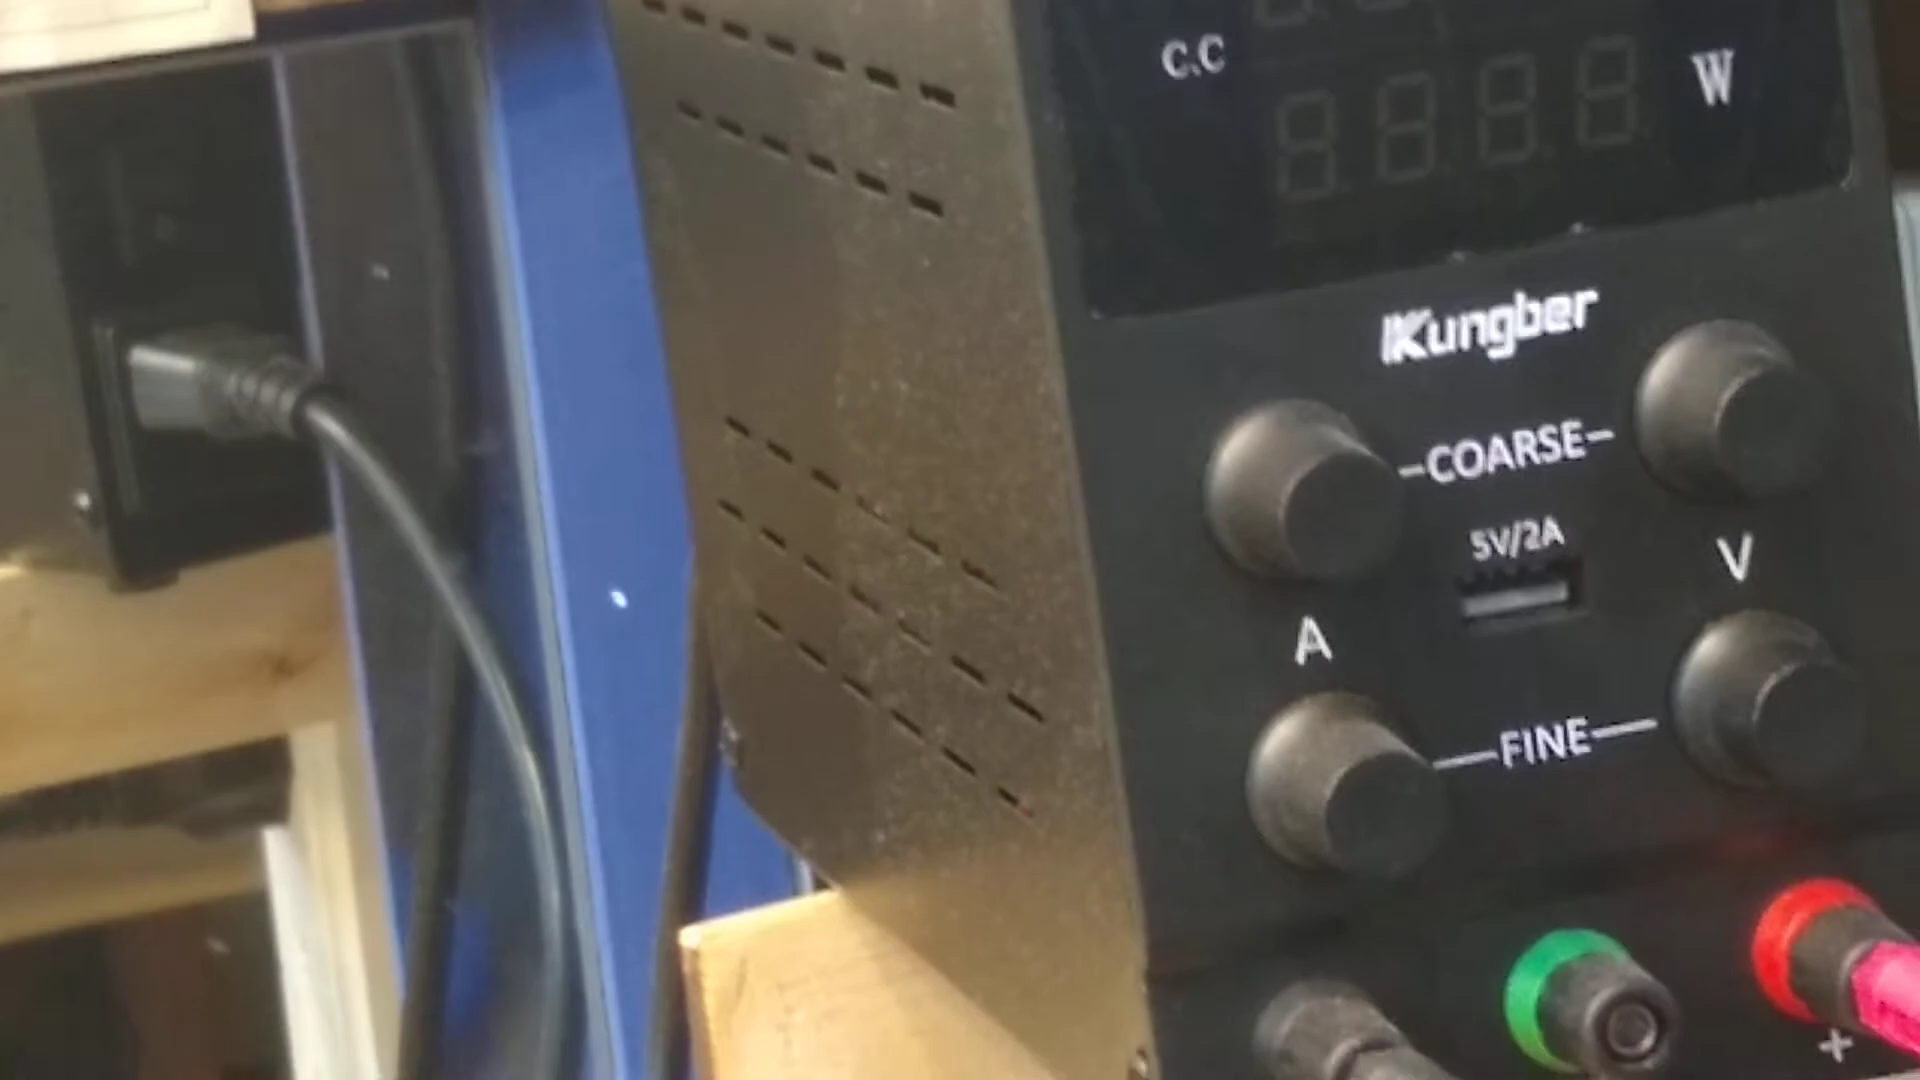 C.C
W
Kungber
COARSE
5V/2A
A
V
FINE
+